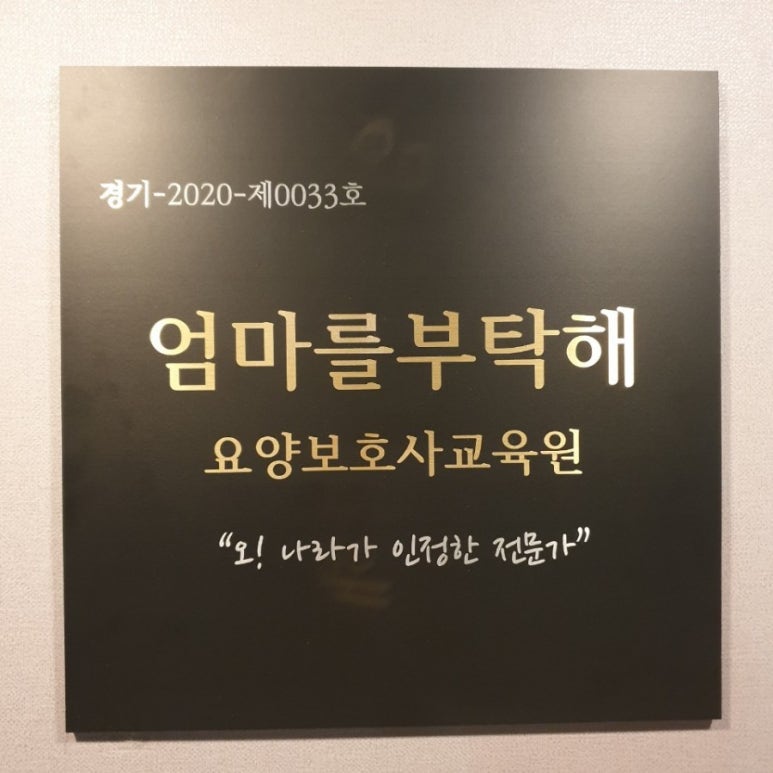 경기-2020-제0033호
엄마를부탁해
요양보호사교육원
“오! 나라가 인정한 전문가”